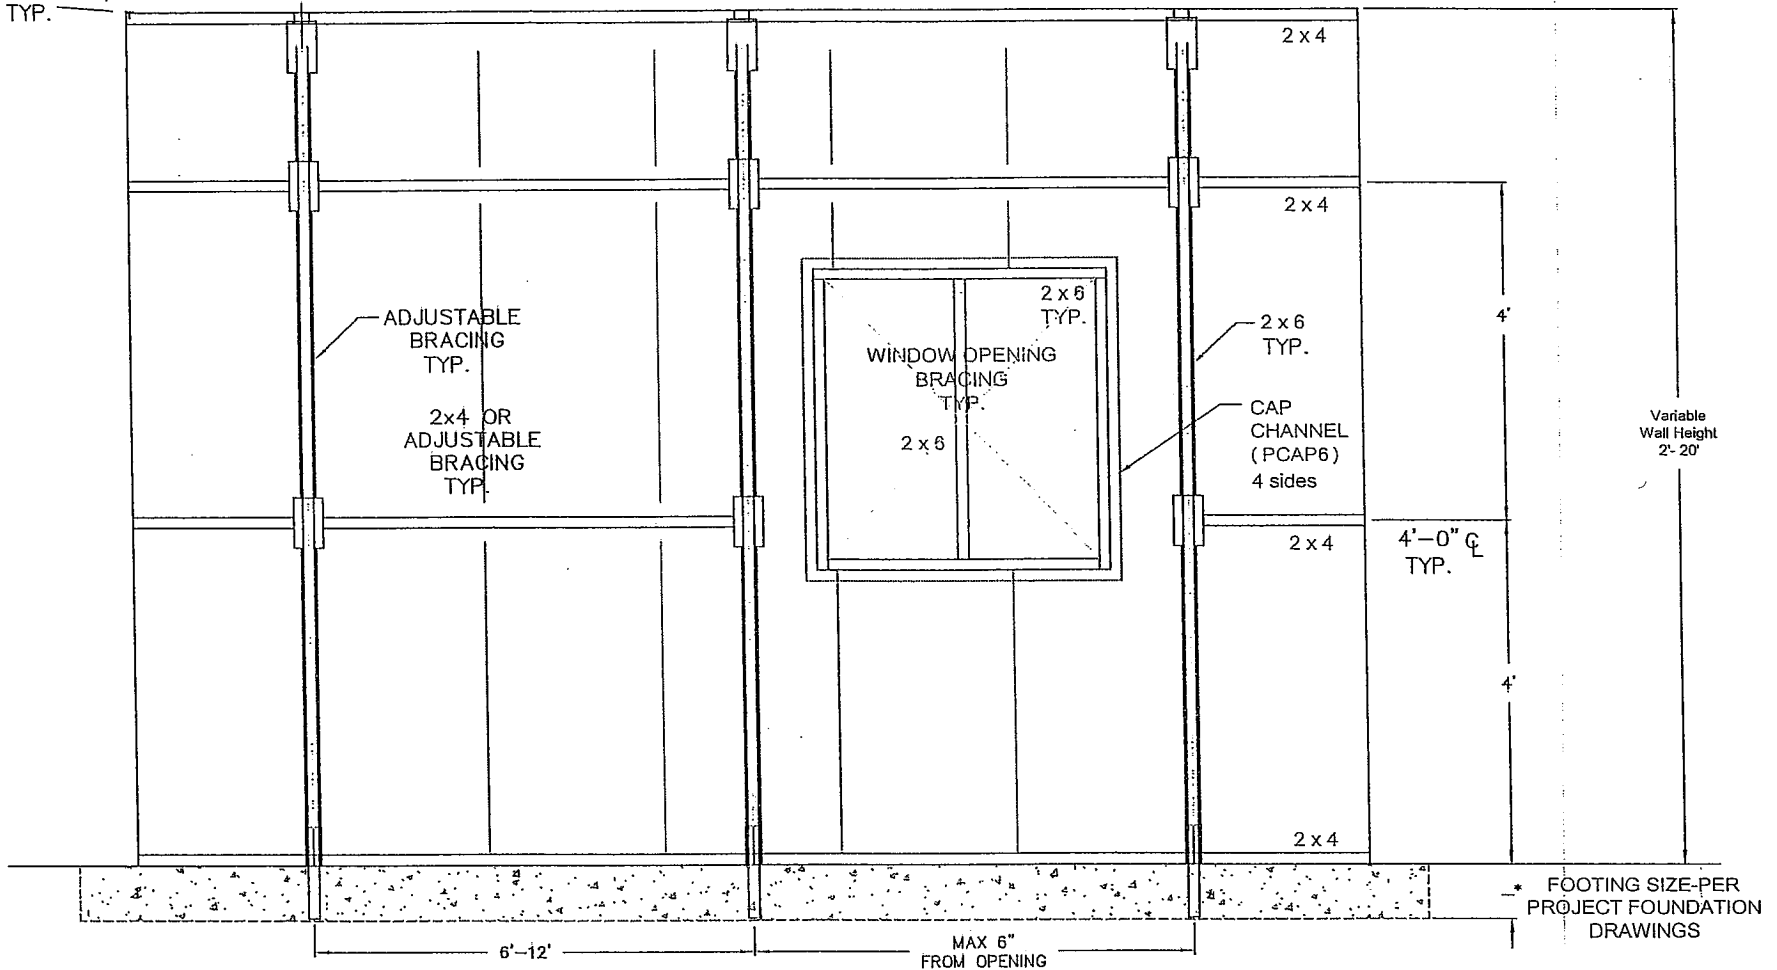 TYP.
2 x 4
2 x 4
ADJUSTABLE
BRACING
TYP.
2x4 OR
ADJUSTABLE
BRACING
TYP.
2 x 6
TYP.
WINDOW OPENING
BRACING
TYP.
2 x 6
2 x 6
TYP.
CAP
CHANNEL
(PCAP6)
4 sides
4'
Variable
Wall Height
2'- 20'
2 x 4
4'-0" ℄
TYP.
4'
2 x 4
* FOOTING SIZE-PER
PROJECT FOUNDATION
DRAWINGS
6'-12'
MAX 6"
FROM OPENING